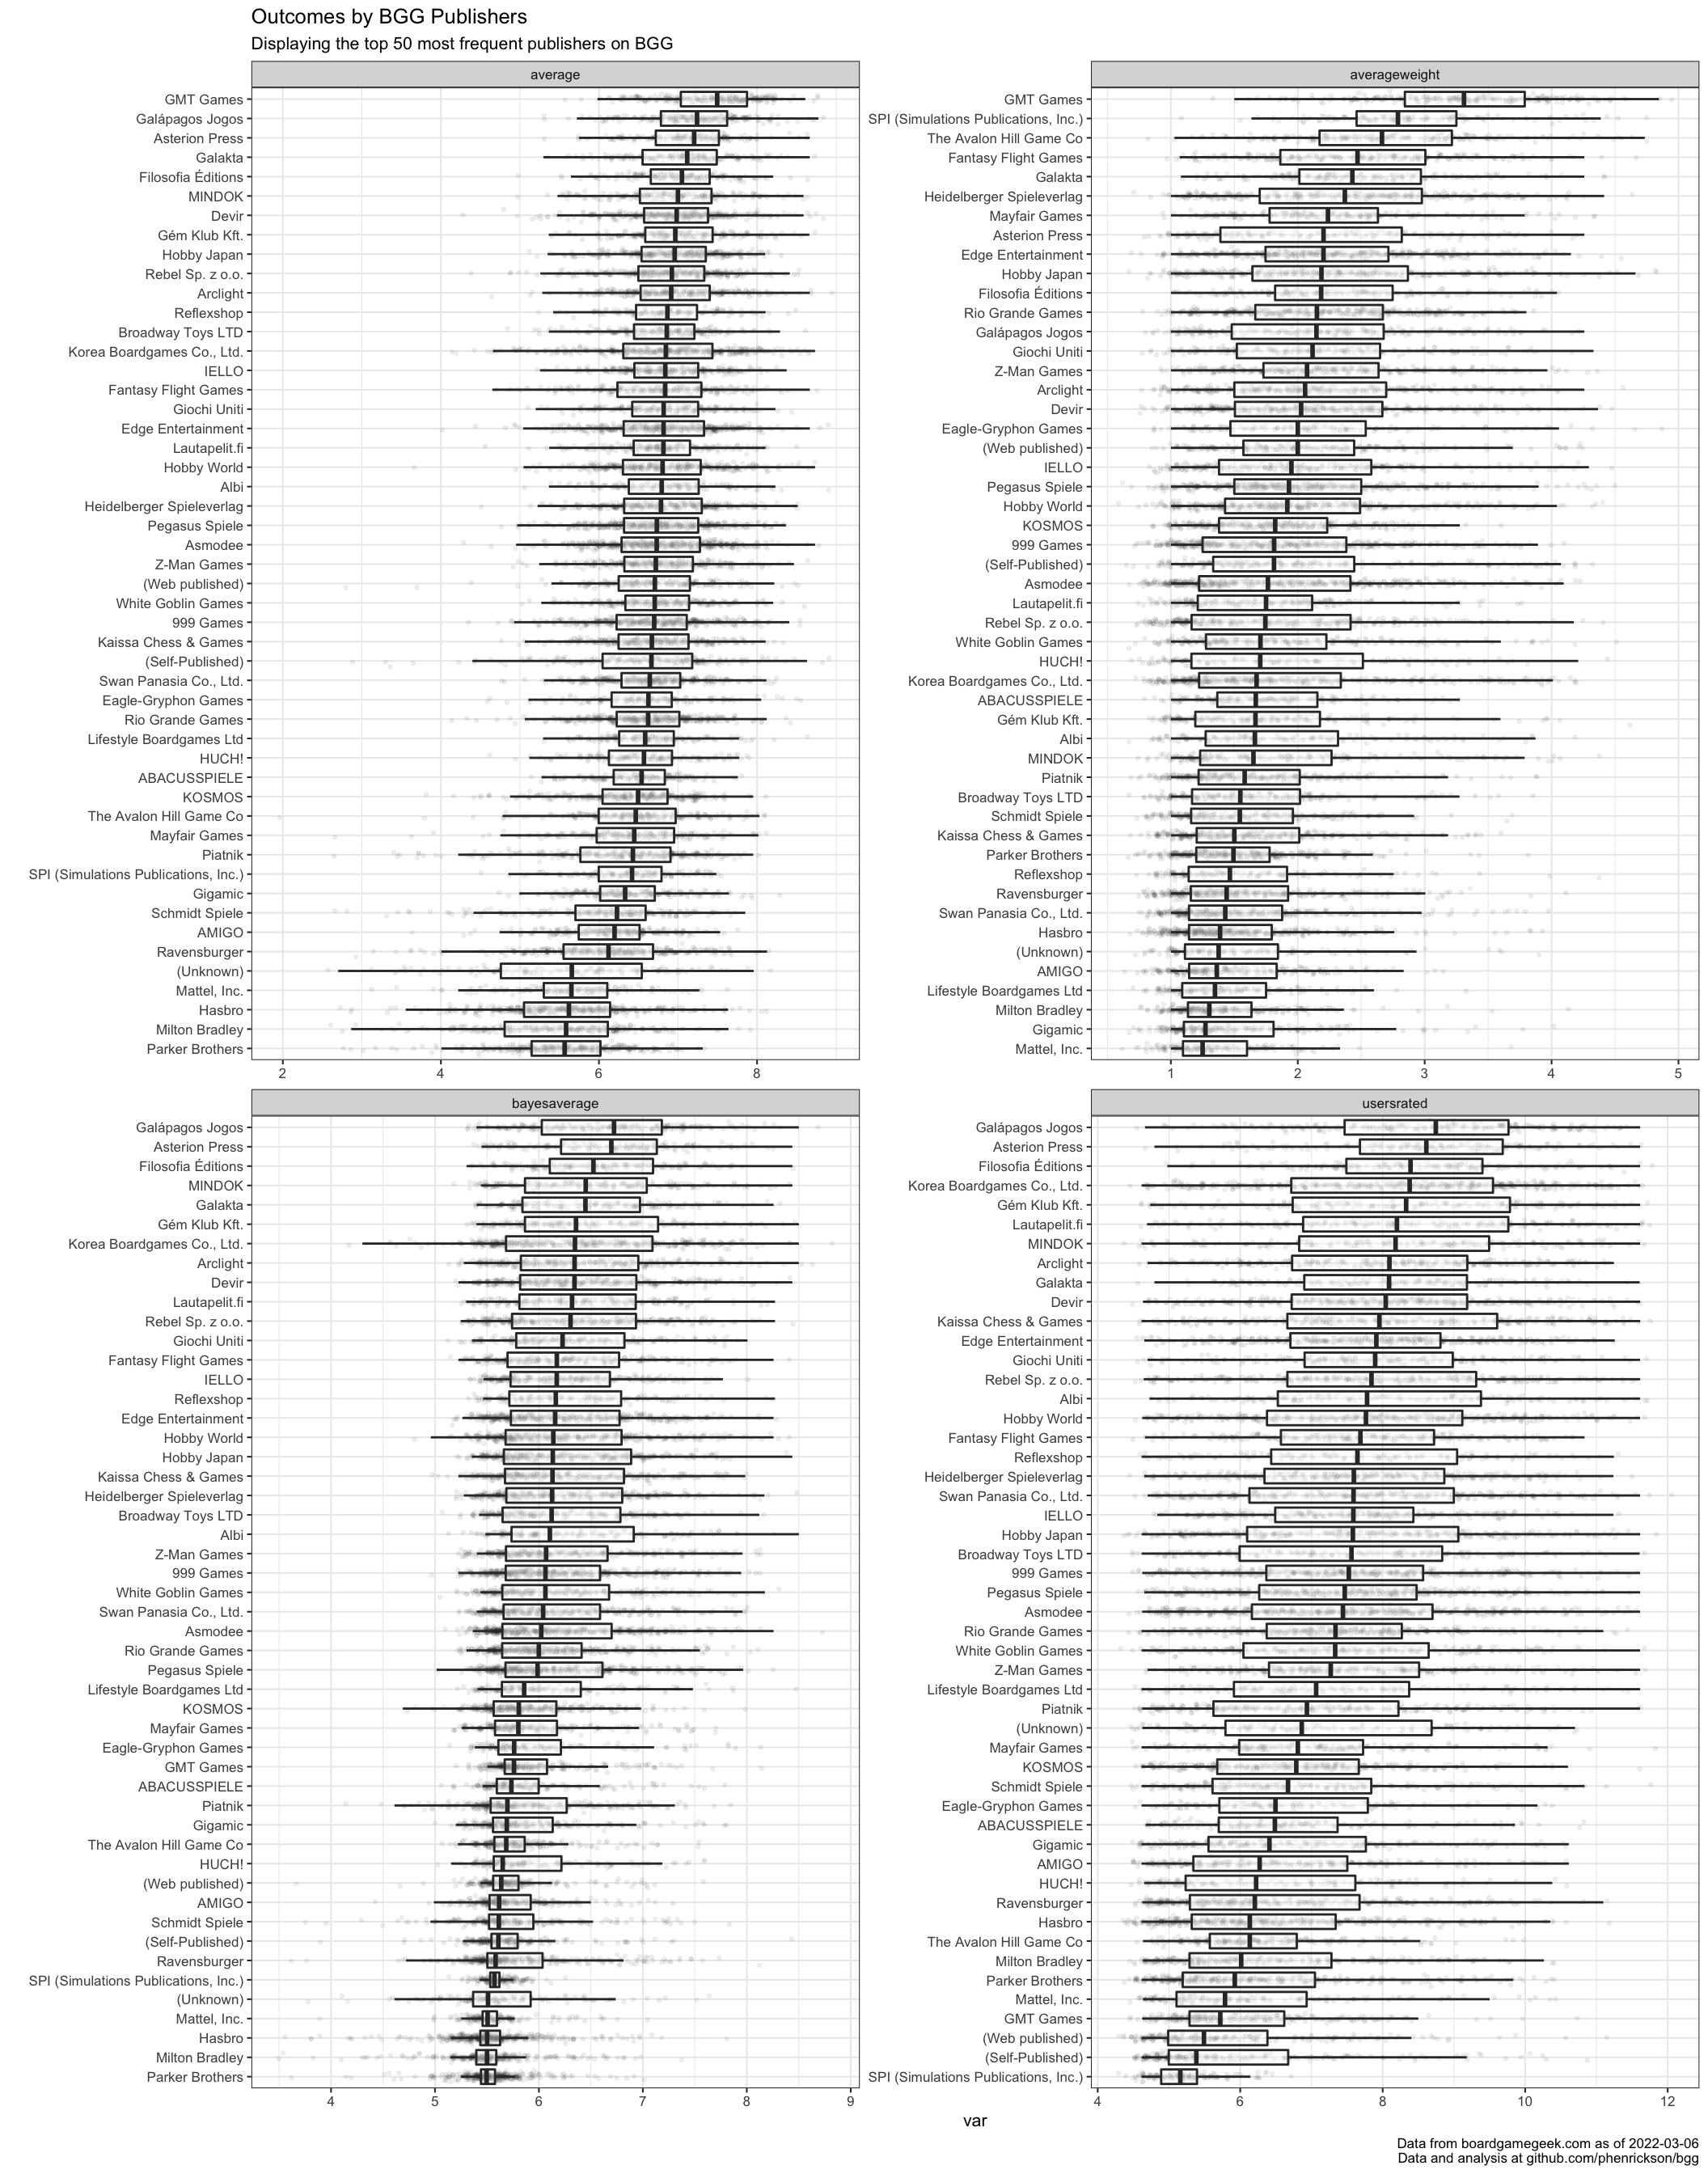 Outcomes by BGG Publishers
Displaying the top 50 most frequent publishers on BGG
average
GMT Games
Galápagos Jogos
Asterion Press
Galakta
Filosofia Éditions
MINDOK
Devir
Gém Klub Kft.
Hobby Japan
Rebel Sp. z o.o.
Arclight
Reflexshop
Broadway Toys LTD
Korea Boardgames Co., Ltd.
IELLO
Fantasy Flight Games
Giochi Uniti
Edge Entertainment
Lautapelit.fi
Hobby World
Albi
Heidelberger Spieleverlag
Pegasus Spiele
Asmodee
Z-Man Games
(Web published)
White Goblin Games
999 Games
Kaissa Chess & Games
(Self-Published)
Swan Panasia Co., Ltd.
Eagle-Gryphon Games
Rio Grande Games
Lifestyle Boardgames Ltd
HUCH!
ABACUSSPIELE
KOSMOS
The Avalon Hill Game Co
Mayfair Games
Piatnik
SPI (Simulations Publications, Inc.)
Gigamic
Schmidt Spiele
AMIGO
Ravensburger
(Unknown)
Mattel, Inc.
Hasbro
Milton Bradley
Parker Brothers
2 4 6 8
averageweight
GMT Games
SPI (Simulations Publications, Inc.)
The Avalon Hill Game Co
Fantasy Flight Games
Galakta
Heidelberger Spieleverlag
Mayfair Games
Asterion Press
Edge Entertainment
Hobby Japan
Filosofia Éditions
Rio Grande Games
Galápagos Jogos
Giochi Uniti
Z-Man Games
Arclight
Devir
Eagle-Gryphon Games
(Web published)
IELLO
Pegasus Spiele
Hobby World
KOSMOS
999 Games
(Self-Published)
Asmodee
Lautapelit.fi
Rebel Sp. z o.o.
White Goblin Games
HUCH!
Korea Boardgames Co., Ltd.
ABACUSSPIELE
Gém Klub Kft.
Albi
MINDOK
Piatnik
Broadway Toys LTD
Schmidt Spiele
Kaissa Chess & Games
Parker Brothers
Reflexshop
Ravensburger
Swan Panasia Co., Ltd.
Hasbro
(Unknown)
AMIGO
Lifestyle Boardgames Ltd
Milton Bradley
Gigamic
Mattel, Inc.
1 2 3 4 5
bayesaverage
Galápagos Jogos
Asterion Press
Filosofia Éditions
MINDOK
Galakta
Gém Klub Kft.
Korea Boardgames Co., Ltd.
Arclight
Devir
Lautapelit.fi
Rebel Sp. z o.o.
Giochi Uniti
Fantasy Flight Games
IELLO
Reflexshop
Edge Entertainment
Hobby World
Hobby Japan
Kaissa Chess & Games
Heidelberger Spieleverlag
Broadway Toys LTD
Albi
Z-Man Games
999 Games
White Goblin Games
Swan Panasia Co., Ltd.
Asmodee
Rio Grande Games
Pegasus Spiele
Lifestyle Boardgames Ltd
KOSMOS
Mayfair Games
Eagle-Gryphon Games
GMT Games
ABACUSSPIELE
Piatnik
Gigamic
The Avalon Hill Game Co
HUCH!
(Web published)
AMIGO
Schmidt Spiele
(Self-Published)
Ravensburger
SPI (Simulations Publications, Inc.)
(Unknown)
Mattel, Inc.
Hasbro
Milton Bradley
Parker Brothers
4 5 6 7 8 9
usersrated
Galápagos Jogos
Asterion Press
Filosofia Éditions
Korea Boardgames Co., Ltd.
Gém Klub Kft.
Lautapelit.fi
MINDOK
Arclight
Galakta
Devir
Kaissa Chess & Games
Edge Entertainment
Giochi Uniti
Rebel Sp. z o.o.
Albi
Hobby World
Fantasy Flight Games
Reflexshop
Heidelberger Spieleverlag
Swan Panasia Co., Ltd.
IELLO
Hobby Japan
Broadway Toys LTD
999 Games
Pegasus Spiele
Asmodee
Rio Grande Games
White Goblin Games
Z-Man Games
Lifestyle Boardgames Ltd
Piatnik
(Unknown)
Mayfair Games
KOSMOS
Schmidt Spiele
Eagle-Gryphon Games
ABACUSSPIELE
Gigamic
AMIGO
HUCH!
Ravensburger
Hasbro
The Avalon Hill Game Co
Milton Bradley
Parker Brothers
Mattel, Inc.
GMT Games
(Web published)
(Self-Published)
SPI (Simulations Publications, Inc.)
4 6 8 10 12
var
Data from boardgamegeek.com as of 2022-03-06
Data and analysis at github.com/phenrickson/bgg